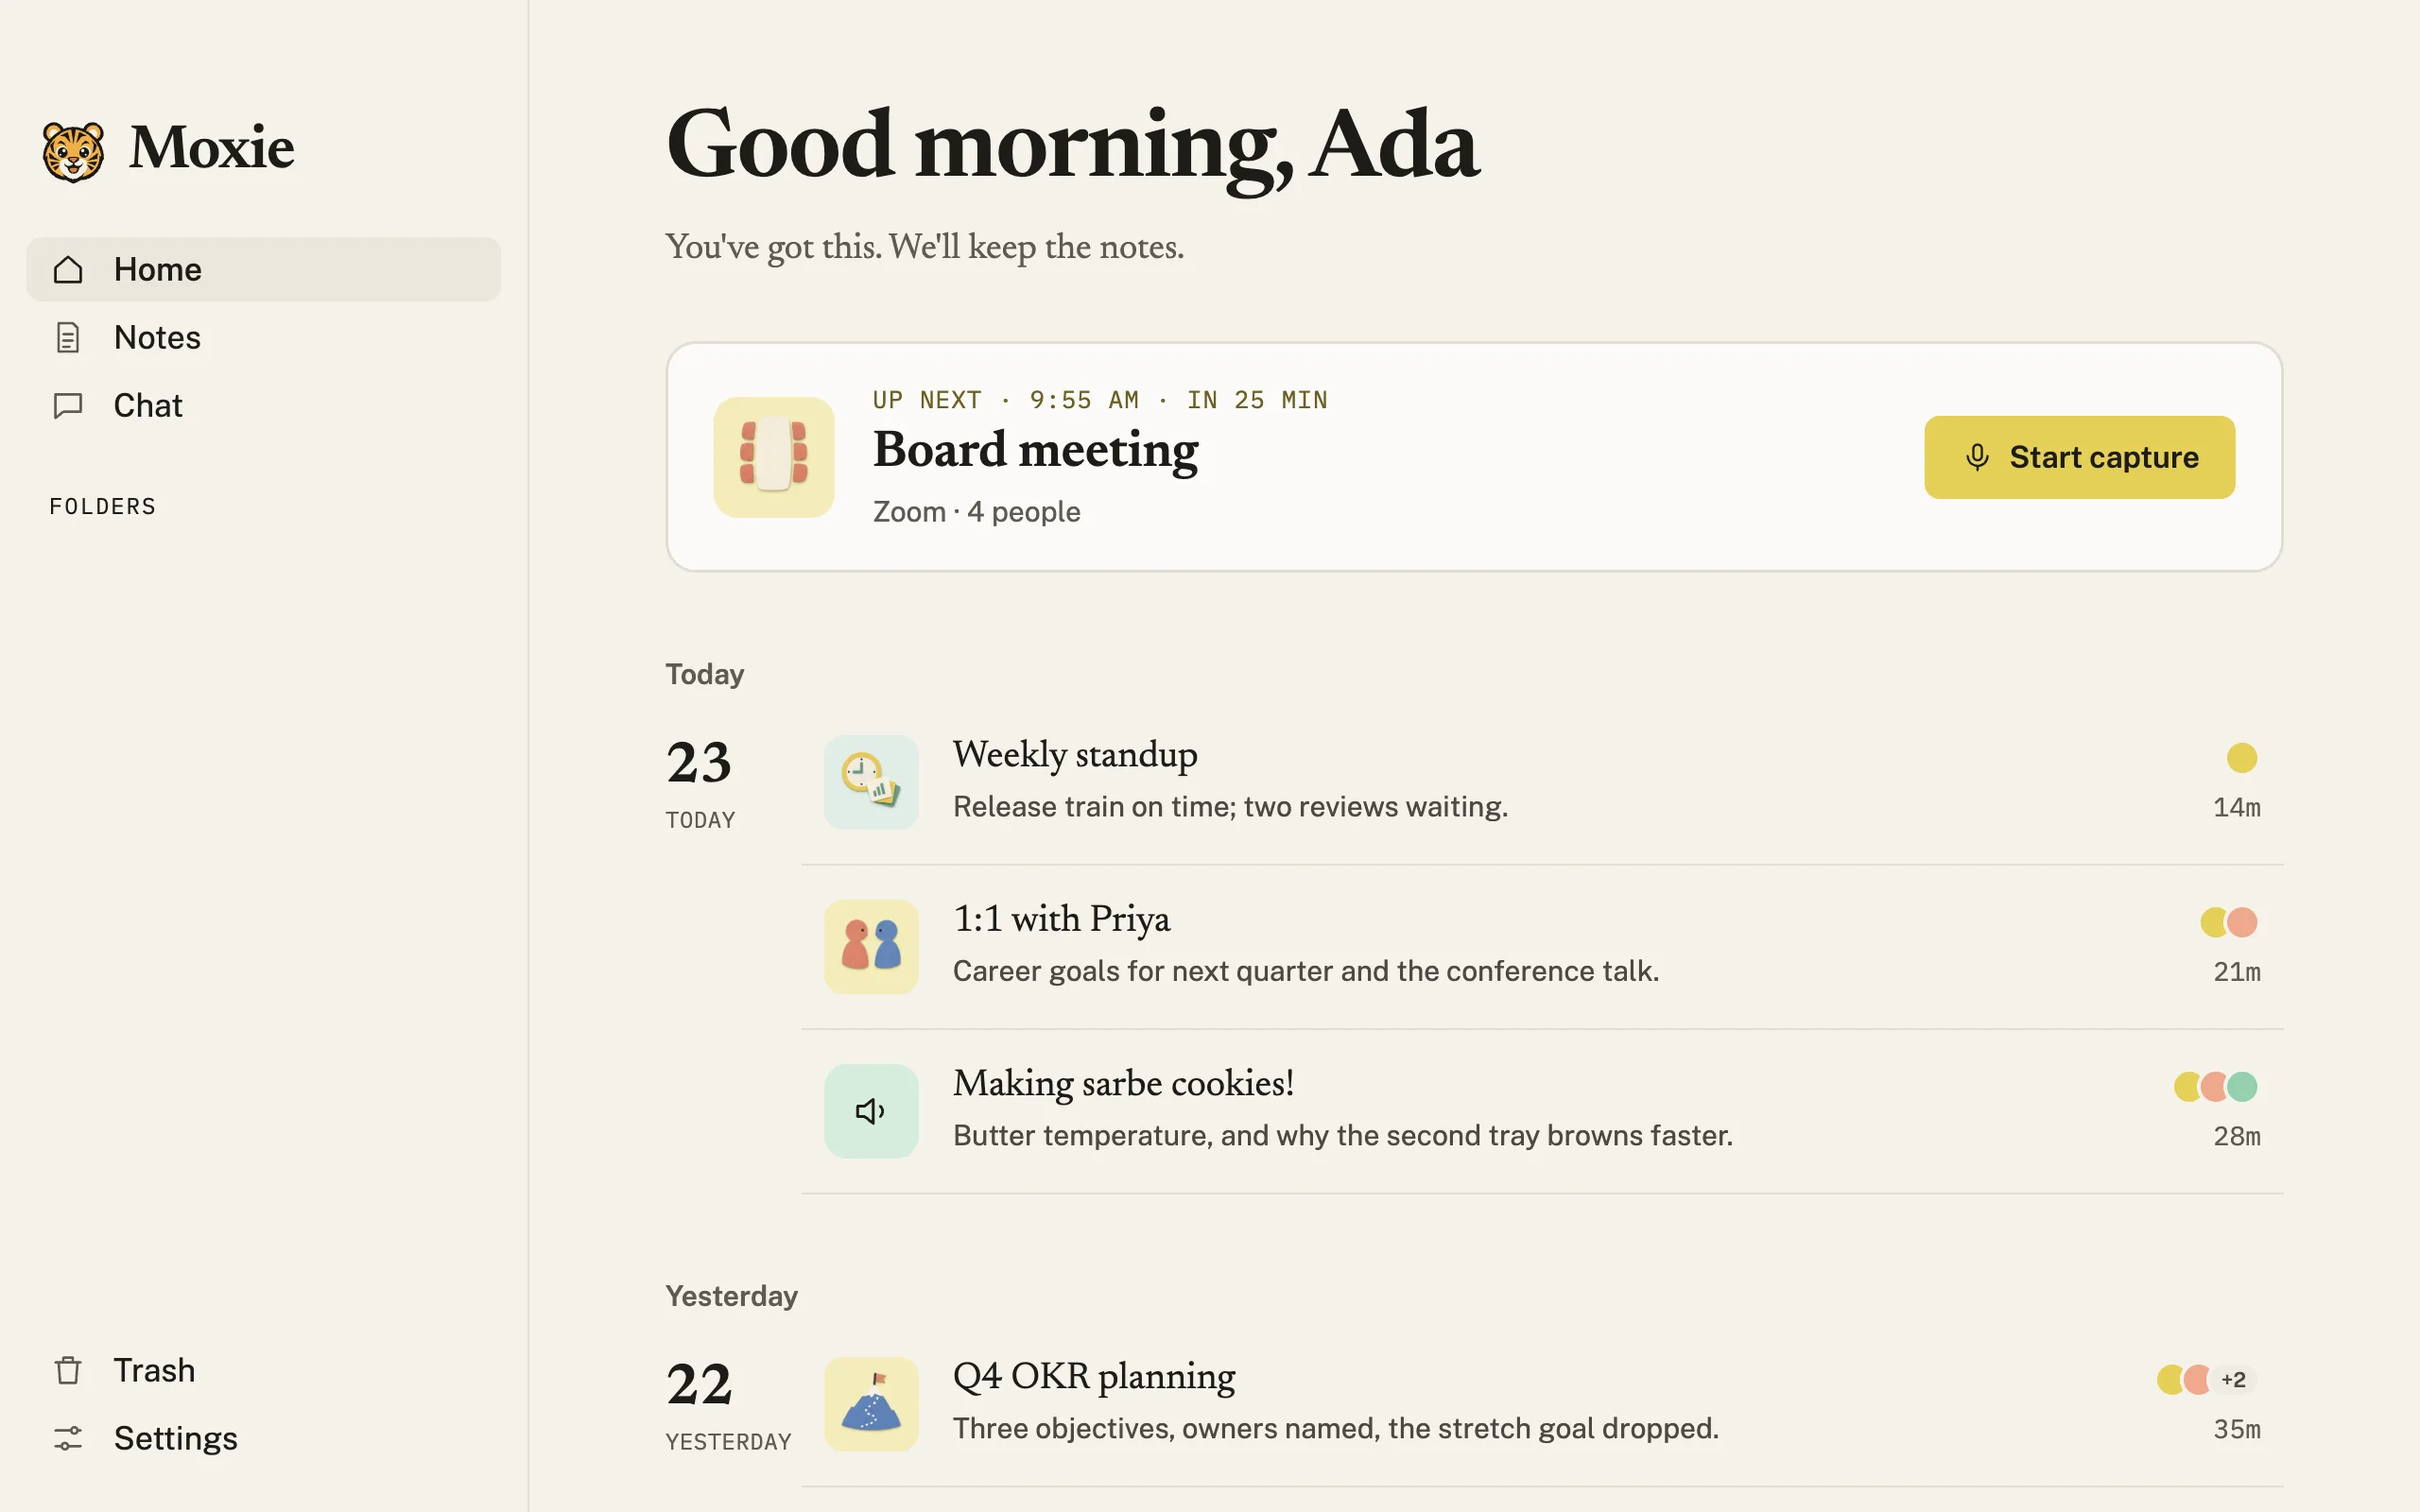 Moxie
Home
Notes
Chat
FOLDERS
Trash
Settings
Good morning, Ada
You've got this. We'll keep the notes.
UP NEXT · 9:55 AM · IN 25 MIN
Board meeting
Zoom · 4 people
Start capture
Today
23
TODAY
Weekly standup
Release train on time; two reviews waiting.
14m
1:1 with Priya
Career goals for next quarter and the conference talk.
21m
Making sarbe cookies!
Butter temperature, and why the second tray browns faster.
28m
Yesterday
22
YESTERDAY
Q4 OKR planning
Three objectives, owners named, the stretch goal dropped.
+2
35m